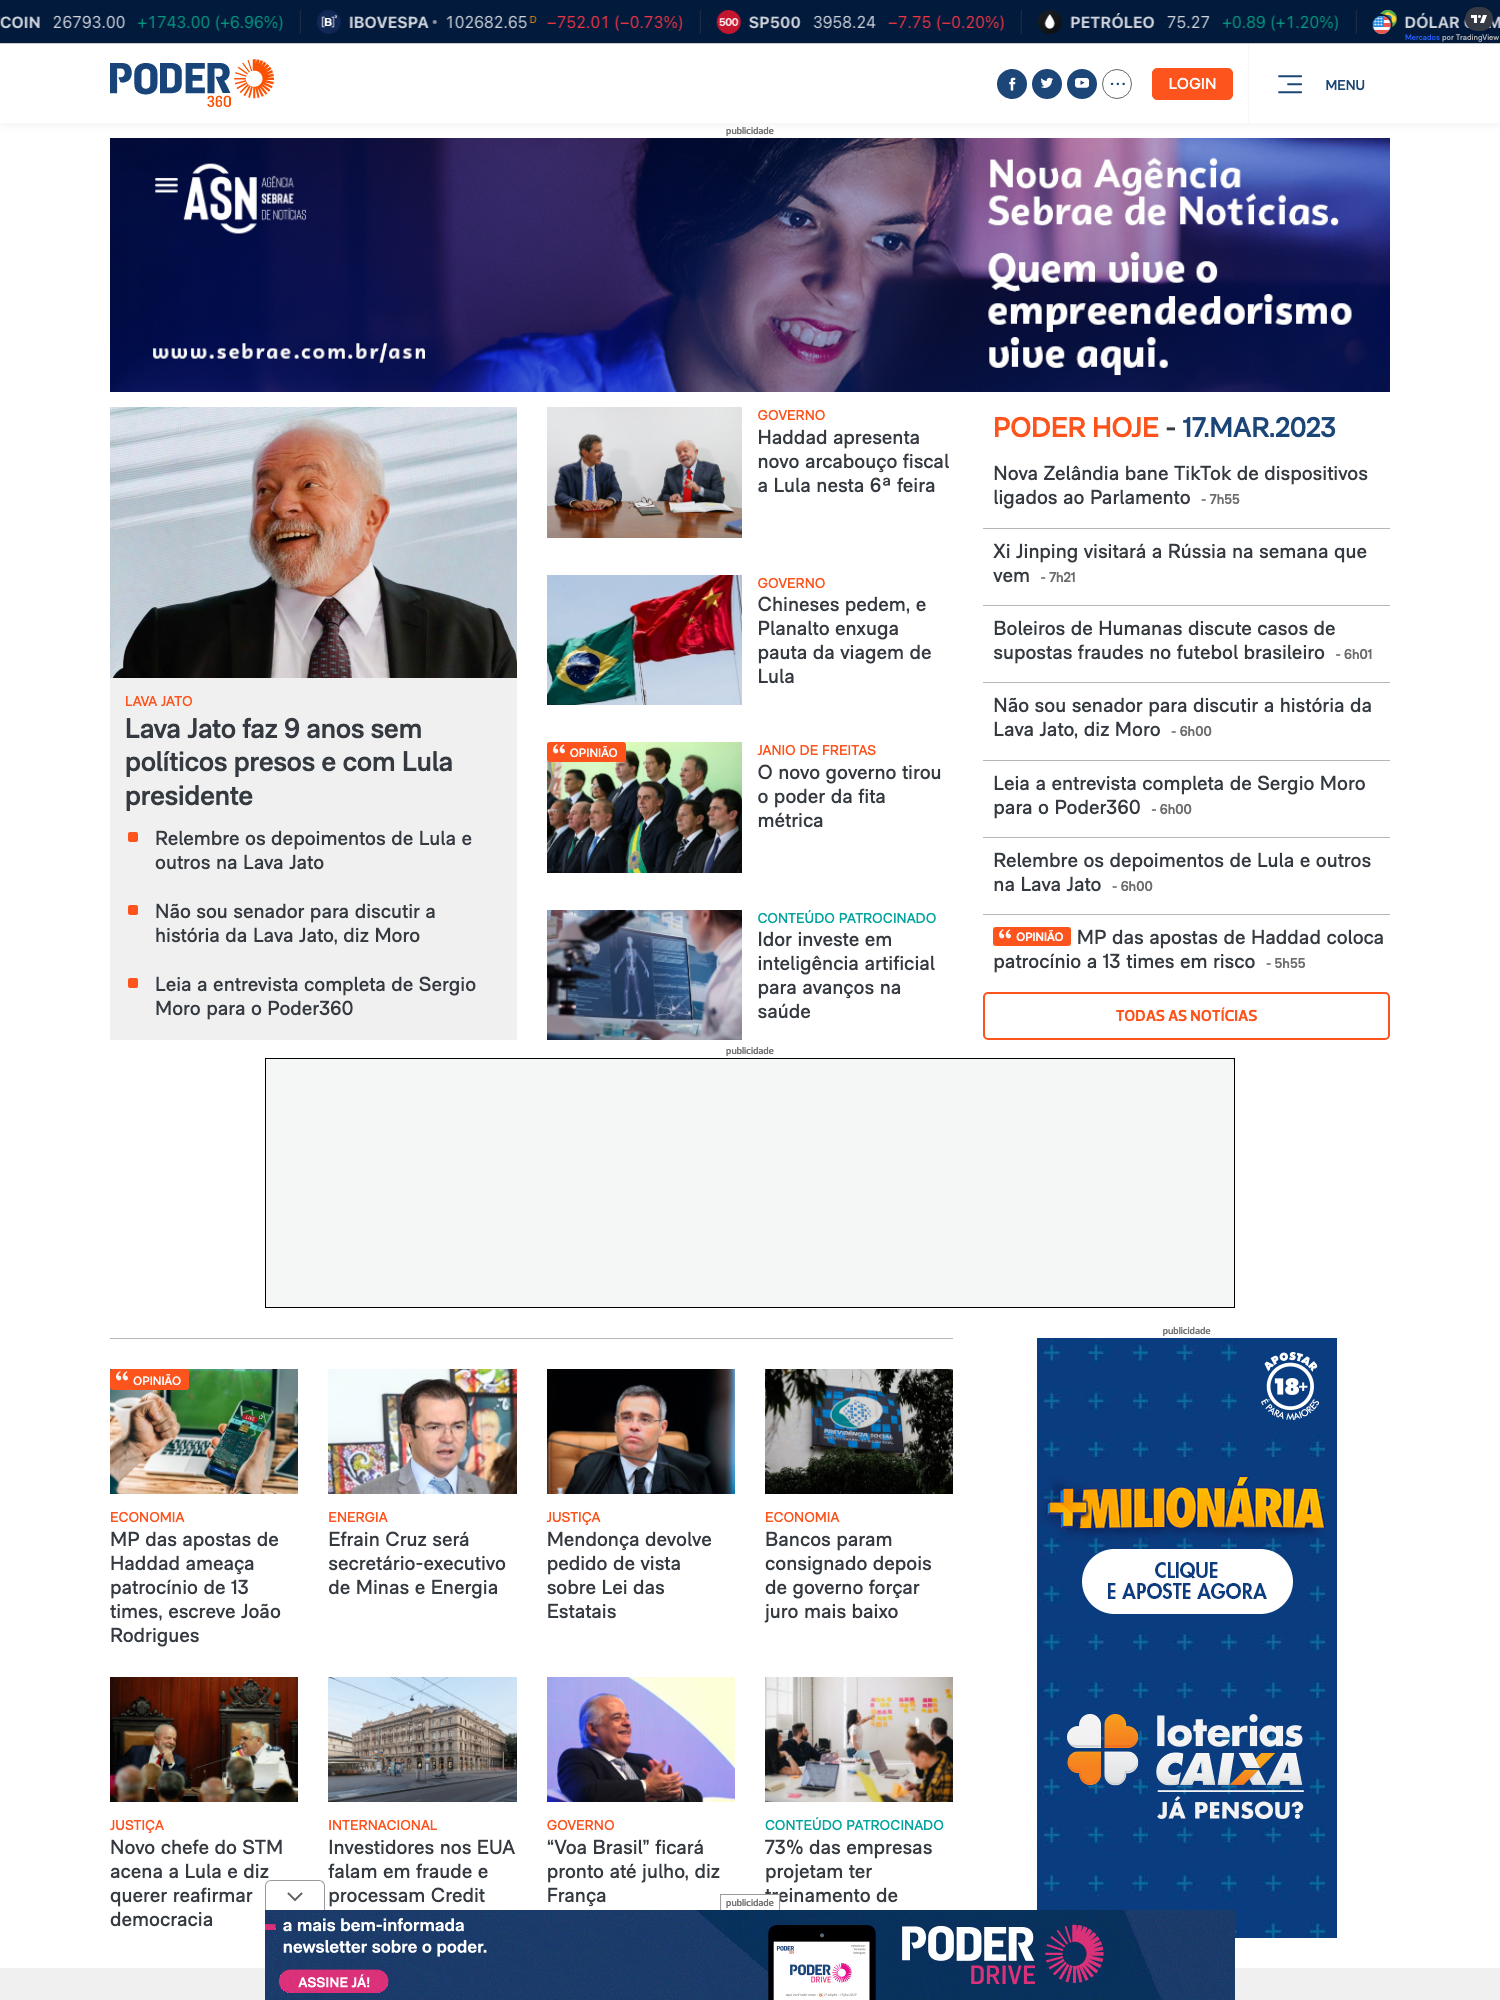 COIN 26793.00 +1743.00 (+6.96%) IBOVESPA 102682.65 D −752.01 (−0.73%) 500 SP500 3958.24 −7.75 (−0.20%) PETRÓLEO 75.27 +0.89 (+1.20%) DÓLAR
Mercados por TradingView
PODER
360
LOGIN
MENU
publicidade
ASN AGÊNCIA
SEBRAE
DE NOTÍCIAS
www.sebrae.com.br/asn
Nova Agência
Sebrae de Notícias.
Quem vive o
empreendedorismo
vive aqui.
LAVA JATO
Lava Jato faz 9 anos sem
políticos presos e com Lula
presidente
Relembre os depoimentos de Lula e
outros na Lava Jato
Não sou senador para discutir a
história da Lava Jato, diz Moro
Leia a entrevista completa de Sergio
Moro para o Poder360
GOVERNO
Haddad apresenta
novo arcabouço fiscal
a Lula nesta 6ª feira
GOVERNO
Chineses pedem, e
Planalto enxuga
pauta da viagem de
Lula
“ OPINIÃO
JANIO DE FREITAS
O novo governo tirou
o poder da fita
métrica
CONTEÚDO PATROCINADO
Idor investe em
inteligência artificial
para avanços na
saúde
PODER HOJE - 17.MAR.2023
Nova Zelândia bane TikTok de dispositivos
ligados ao Parlamento - 7h55
Xi Jinping visitará a Rússia na semana que
vem - 7h21
Boleiros de Humanas discute casos de
supostas fraudes no futebol brasileiro - 6h01
Não sou senador para discutir a história da
Lava Jato, diz Moro - 6h00
Leia a entrevista completa de Sergio Moro
para o Poder360 - 6h00
Relembre os depoimentos de Lula e outros
na Lava Jato - 6h00
“ OPINIÃO MP das apostas de Haddad coloca
patrocínio a 13 times em risco - 5h55
TODAS AS NOTÍCIAS
publicidade
“ OPINIÃO
ECONOMIA
MP das apostas de
Haddad ameaça
patrocínio de 13
times, escreve João
Rodrigues
ENERGIA
Efrain Cruz será
secretário-executivo
de Minas e Energia
JUSTIÇA
Mendonça devolve
pedido de vista
sobre Lei das
Estatais
PREVIDÊNCIA SOCIAL
ECONOMIA
Bancos param
consignado depois
de governo forçar
juro mais baixo
JUSTIÇA
Novo chefe do STM
acena a Lula e diz
querer reafirmar
democracia
INTERNACIONAL
Investidores nos EUA
falam em fraude e
processam Credit
GOVERNO
“Voa Brasil” ficará
pronto até julho, diz
França
CONTEÚDO PATROCINADO
73% das empresas
projetam ter
treinamento de
publicidade
APOSTAR
18+
É PARA MAIORES
+MILIONÁRIA
CLIQUE
E APOSTE AGORA
loterias
CAIXA
JÁ PENSOU?
publicidade
a mais bem-informada
newsletter sobre o poder.
ASSINE JÁ!
PODER
DRIVE
PODER
DRIVE